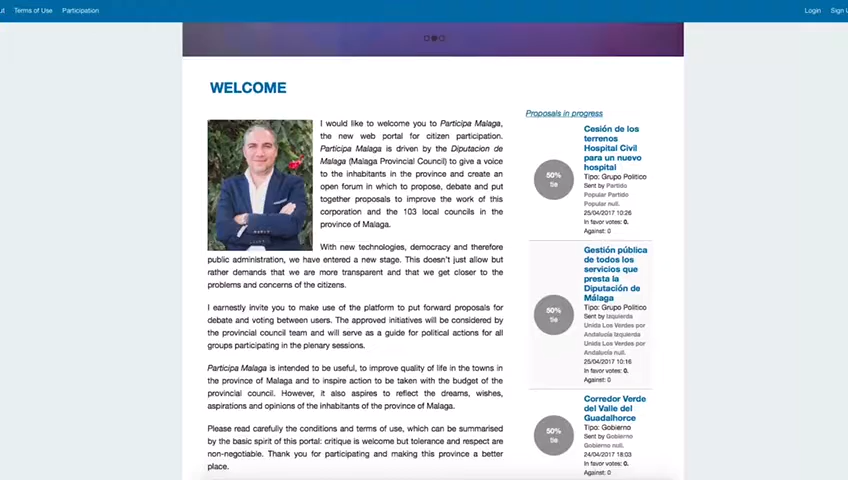 Terms of Use Participation
Login Sign
WELCOME
I would like to welcome you to Participa Malaga,
the new web portal for citizen participation.
Participa Malaga is driven by the Diputacion de
Malaga (Malaga Provincial Council) to give a voice
to the inhabitants in the province and create an
open forum in which to propose, debate and put
together proposals to improve the work of this
corporation and the 103 local councils in the
province of Malaga.
With new technologies, democracy and therefore
public administration, we have entered a new stage. This doesn't just allow but
rather demands that we are more transparent and that we get closer to the
problems and concerns of the citizens.
I earnestly invite you to make use of the platform to put forward proposals for
debate and voting between users. The approved initiatives will be considered by
the provincial council team and will serve as a guide for political actions for all
groups participating in the plenary sessions.
Participa Malaga is intended to be useful, to improve quality of life in the towns in
the province of Malaga and to inspire action to be taken with the budget of the
provincial council. However, it also aspires to reflect the dreams, wishes,
aspirations and opinions of the inhabitants of the province of Malaga.
Please read carefully the conditions and terms of use, which can be summarised
by the basic spirit of this portal: critique is welcome but tolerance and respect are
non-negotiable. Thank you for participating and making this province a better
place.
Proposals in progress
50%
tie
Cesión de los
terrenos
Hospital Civil
para un nuevo
hospital
Tipo: Grupo Político
Sent by Partido
Popular Partido
Popular null.
25/04/2017 10:26
In favor votes: 0.
Against: 0
50%
tie
Gestión pública
de todos los
servicios que
presta la
Diputación de
Málaga
Tipo: Grupo Político
Sent by Izquierda
Unida Los Verdes por
Andalucía Izquierda
Unida Los Verdes por
Andalucía null.
25/04/2017 10:16
In favor votes: 0.
Against: 0
50%
tie
Corredor Verde
del Valle del
Guadalhorce
Tipo: Gobierno
Sent by Gobierno
Gobierno null.
24/04/2017 18:03
In favor votes: 0.
Against: 0